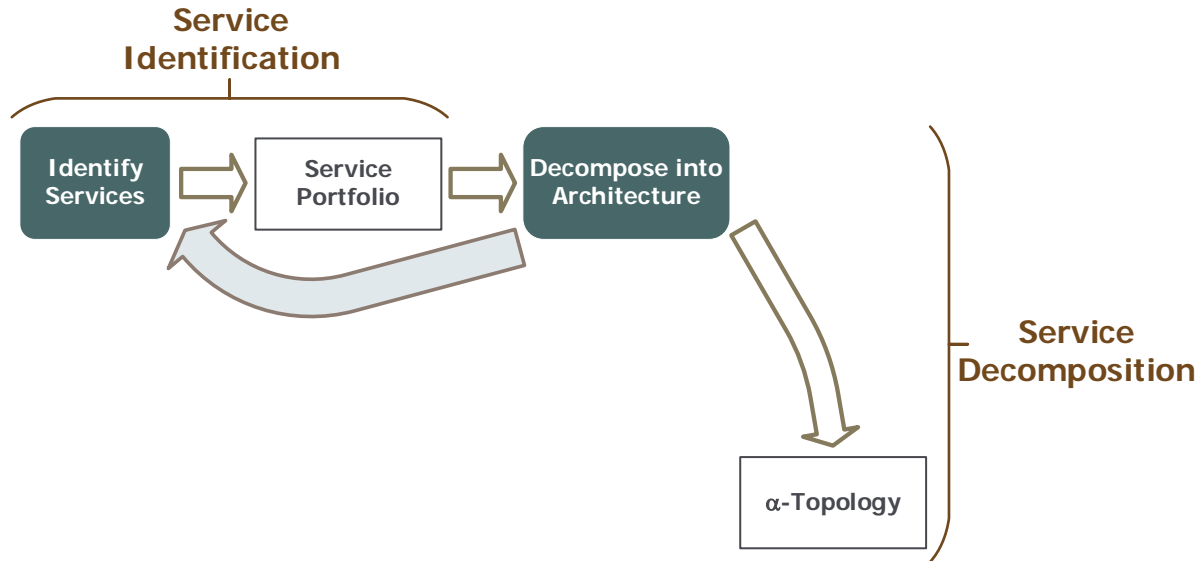 Service
Identification
Identify
Services
Service
Portfolio
Decompose into
Architecture
Service
Decomposition
α-Topology